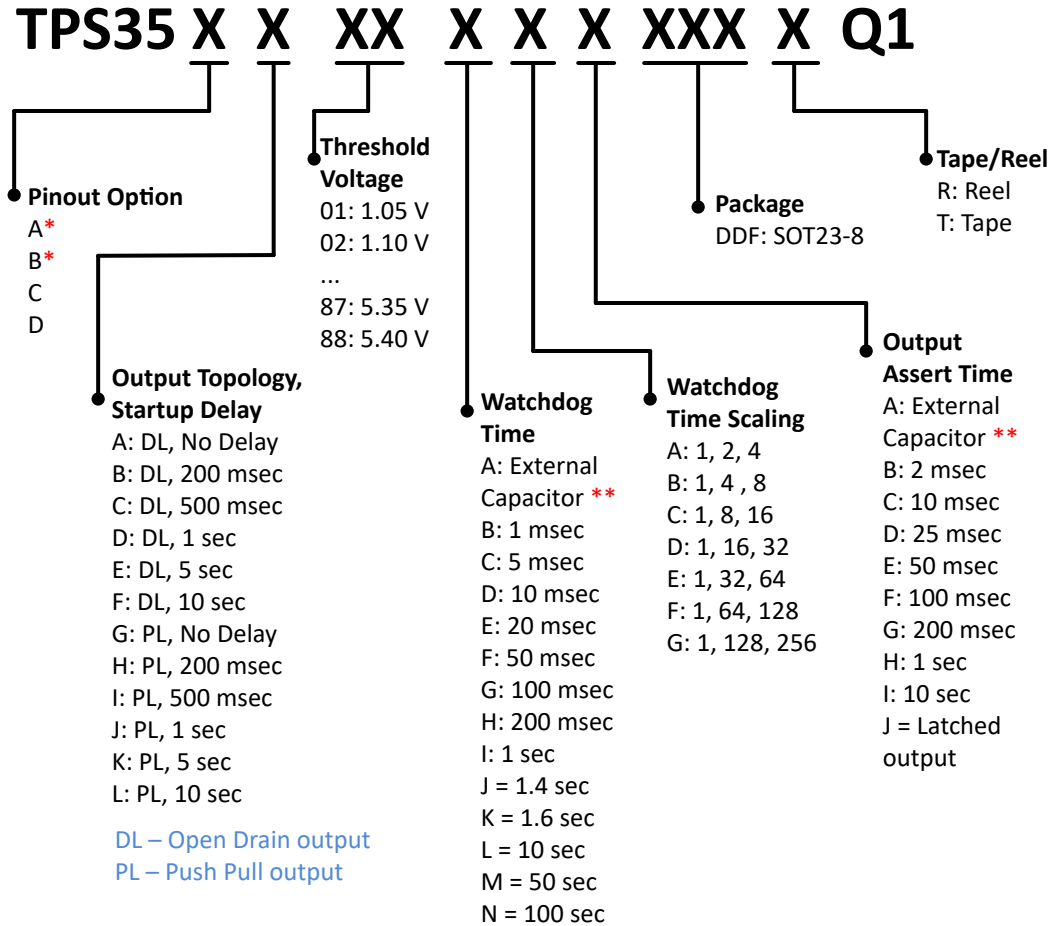 TPS35 X X XX X X X XXX X Q1
Pinout Option
A*
B*
C
D
Output Topology,
Startup Delay
A: DL, No Delay
B: DL, 200 msec
C: DL, 500 msec
D: DL, 1 sec
E: DL, 5 sec
F: DL, 10 sec
G: PL, No Delay
H: PL, 200 msec
I: PL, 500 msec
J: PL, 1 sec
K: PL, 5 sec
L: PL, 10 sec
DL – Open Drain output
PL – Push Pull output
Threshold
Voltage
01: 1.05 V
02: 1.10 V
...
87: 5.35 V
88: 5.40 V
Watchdog
Time
A: External
Capacitor **
B: 1 msec
C: 5 msec
D: 10 msec
E: 20 msec
F: 50 msec
G: 100 msec
H: 200 msec
I: 1 sec
J = 1.4 sec
K = 1.6 sec
L = 10 sec
M = 50 sec
N = 100 sec
Watchdog
Time Scaling
A: 1, 2, 4
B: 1, 4 , 8
C: 1, 8, 16
D: 1, 16, 32
E: 1, 32, 64
F: 1, 64, 128
G: 1, 128, 256
Output
Assert Time
A: External
Capacitor **
B: 2 msec
C: 10 msec
D: 25 msec
E: 50 msec
F: 100 msec
G: 200 msec
H: 1 sec
I: 10 sec
J = Latched
output
Package
DDF: SOT23-8
Tape/Reel
R: Reel
T: Tape